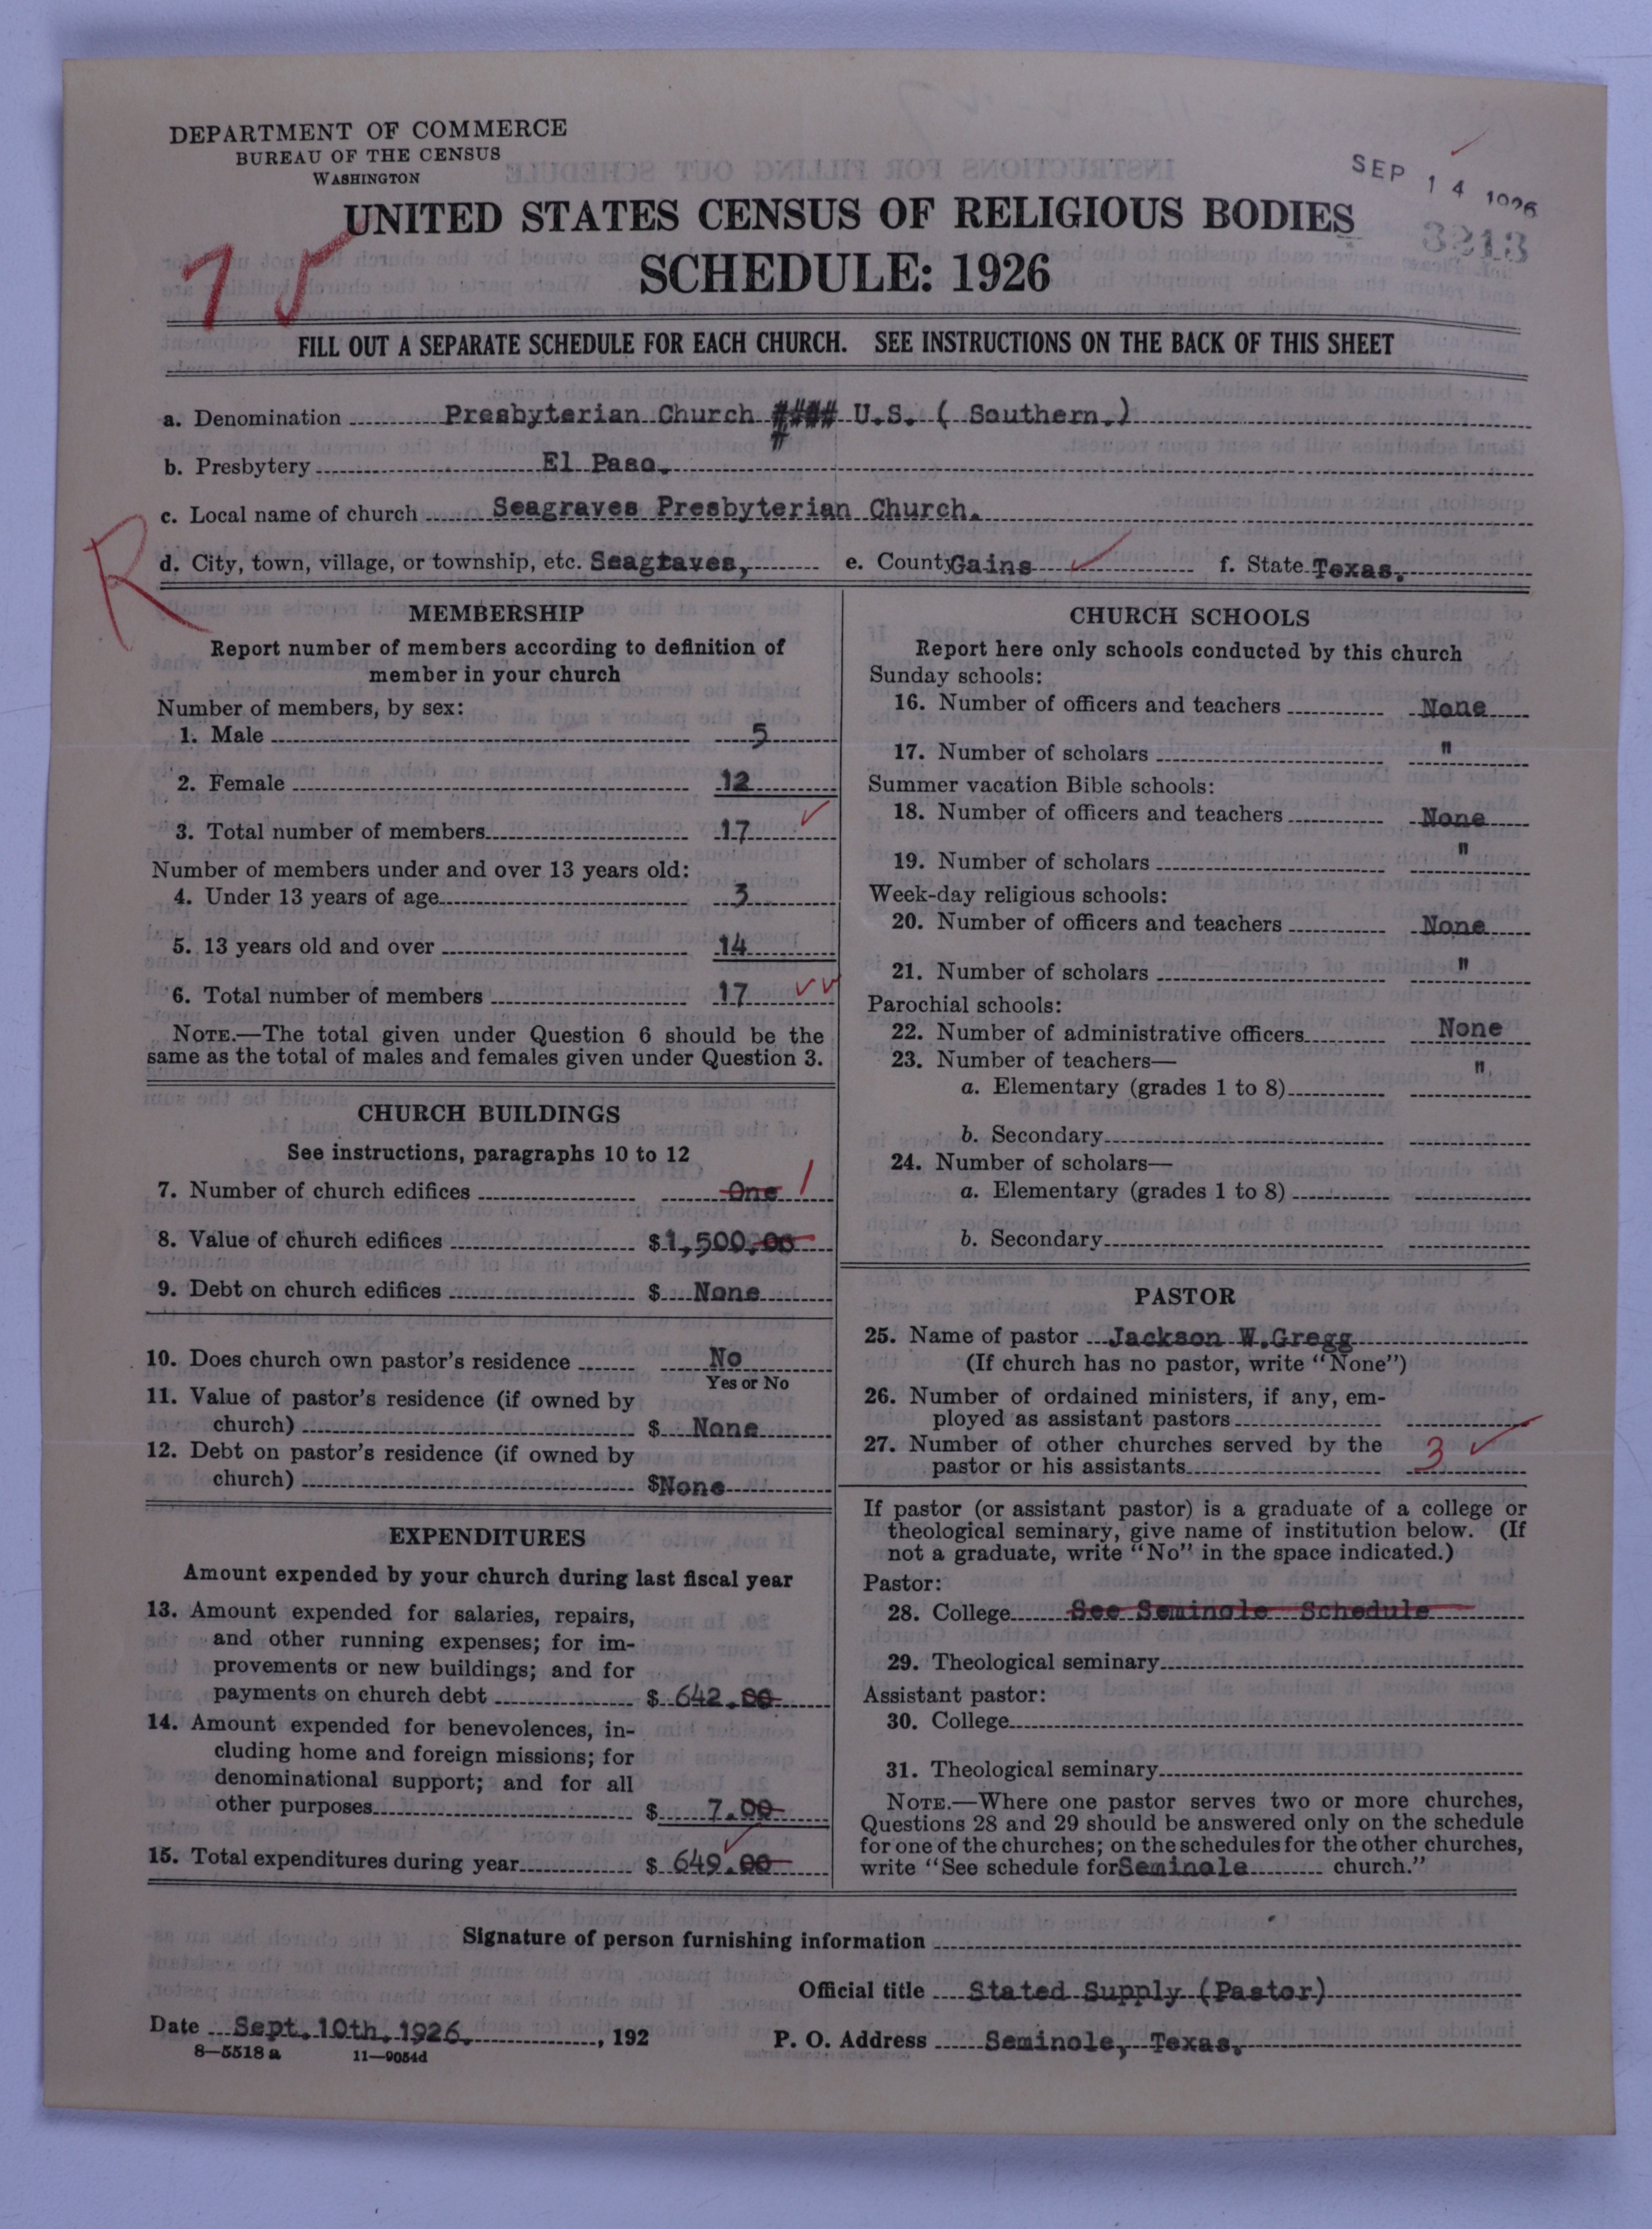 DEPARTMENT OF COMMERCE
BUREAU OF THE CENSUS
WASHINGTON
SEP 14 1926
3213
UNITED STATES CENSUS OF RELIGIOUS BODIES
SCHEDULE: 1926
75
FILL OUT A SEPARATE SCHEDULE FOR EACH CHURCH. SEE INSTRUCTIONS ON THE BACK OF THIS SHEET
a. Denomination Presbyterian Church #### U.S. ( Southern.)
b. Presbytery El Paso.
c. Local name of church Seagraves Presbyterian Church.
R
d. City, town, village, or township, etc. Seagraves, e. County Gains f. State Texas.
MEMBERSHIP
Report number of members according to definition of
member in your church
Number of members, by sex:
1. Male 5
2. Female 12
3. Total number of members 17
Number of members under and over 13 years old:
4. Under 13 years of age 3
5. 13 years old and over 14
6. Total number of members 17
NOTE.—The total given under Question 6 should be the
same as the total of males and females given under Question 3.
CHURCH BUILDINGS
See instructions, paragraphs 10 to 12
7. Number of church edifices One 1
8. Value of church edifices $1,500.00
9. Debt on church edifices $ None
10. Does church own pastor's residence No
Yes or No
11. Value of pastor's residence (if owned by
church) $ None
12. Debt on pastor's residence (if owned by
church) $None
EXPENDITURES
Amount expended by your church during last fiscal year
13. Amount expended for salaries, repairs,
and other running expenses; for im-
provements or new buildings; and for
payments on church debt $ 642.00
14. Amount expended for benevolences, in-
cluding home and foreign missions; for
denominational support; and for all
other purposes $ 7.00
15. Total expenditures during year $ 649.00
CHURCH SCHOOLS
Report here only schools conducted by this church
Sunday schools:
16. Number of officers and teachers None
17. Number of scholars "
Summer vacation Bible schools:
18. Number of officers and teachers None
19. Number of scholars "
Week-day religious schools:
20. Number of officers and teachers None
21. Number of scholars "
Parochial schools:
22. Number of administrative officers None
23. Number of teachers— "
a. Elementary (grades 1 to 8)
b. Secondary
24. Number of scholars—
a. Elementary (grades 1 to 8)
b. Secondary
PASTOR
25. Name of pastor Jackson W.Gregg
(If church has no pastor, write "None")
26. Number of ordained ministers, if any, em-
ployed as assistant pastors
27. Number of other churches served by the
pastor or his assistants 3
If pastor (or assistant pastor) is a graduate of a college or
theological seminary, give name of institution below. (If
not a graduate, write "No" in the space indicated.)
Pastor:
28. College See Seminole Schedule
29. Theological seminary
Assistant pastor:
30. College
31. Theological seminary
NOTE.—Where one pastor serves two or more churches,
Questions 28 and 29 should be answered only on the schedule
for one of the churches; on the schedules for the other churches,
write "See schedule for Seminole church."
Signature of person furnishing information
Official title Stated Supply (Pastor)
Date Sept. 10th, 1926. , 192
P. O. Address Seminole, Texas.
8—5518 a 11—9054d